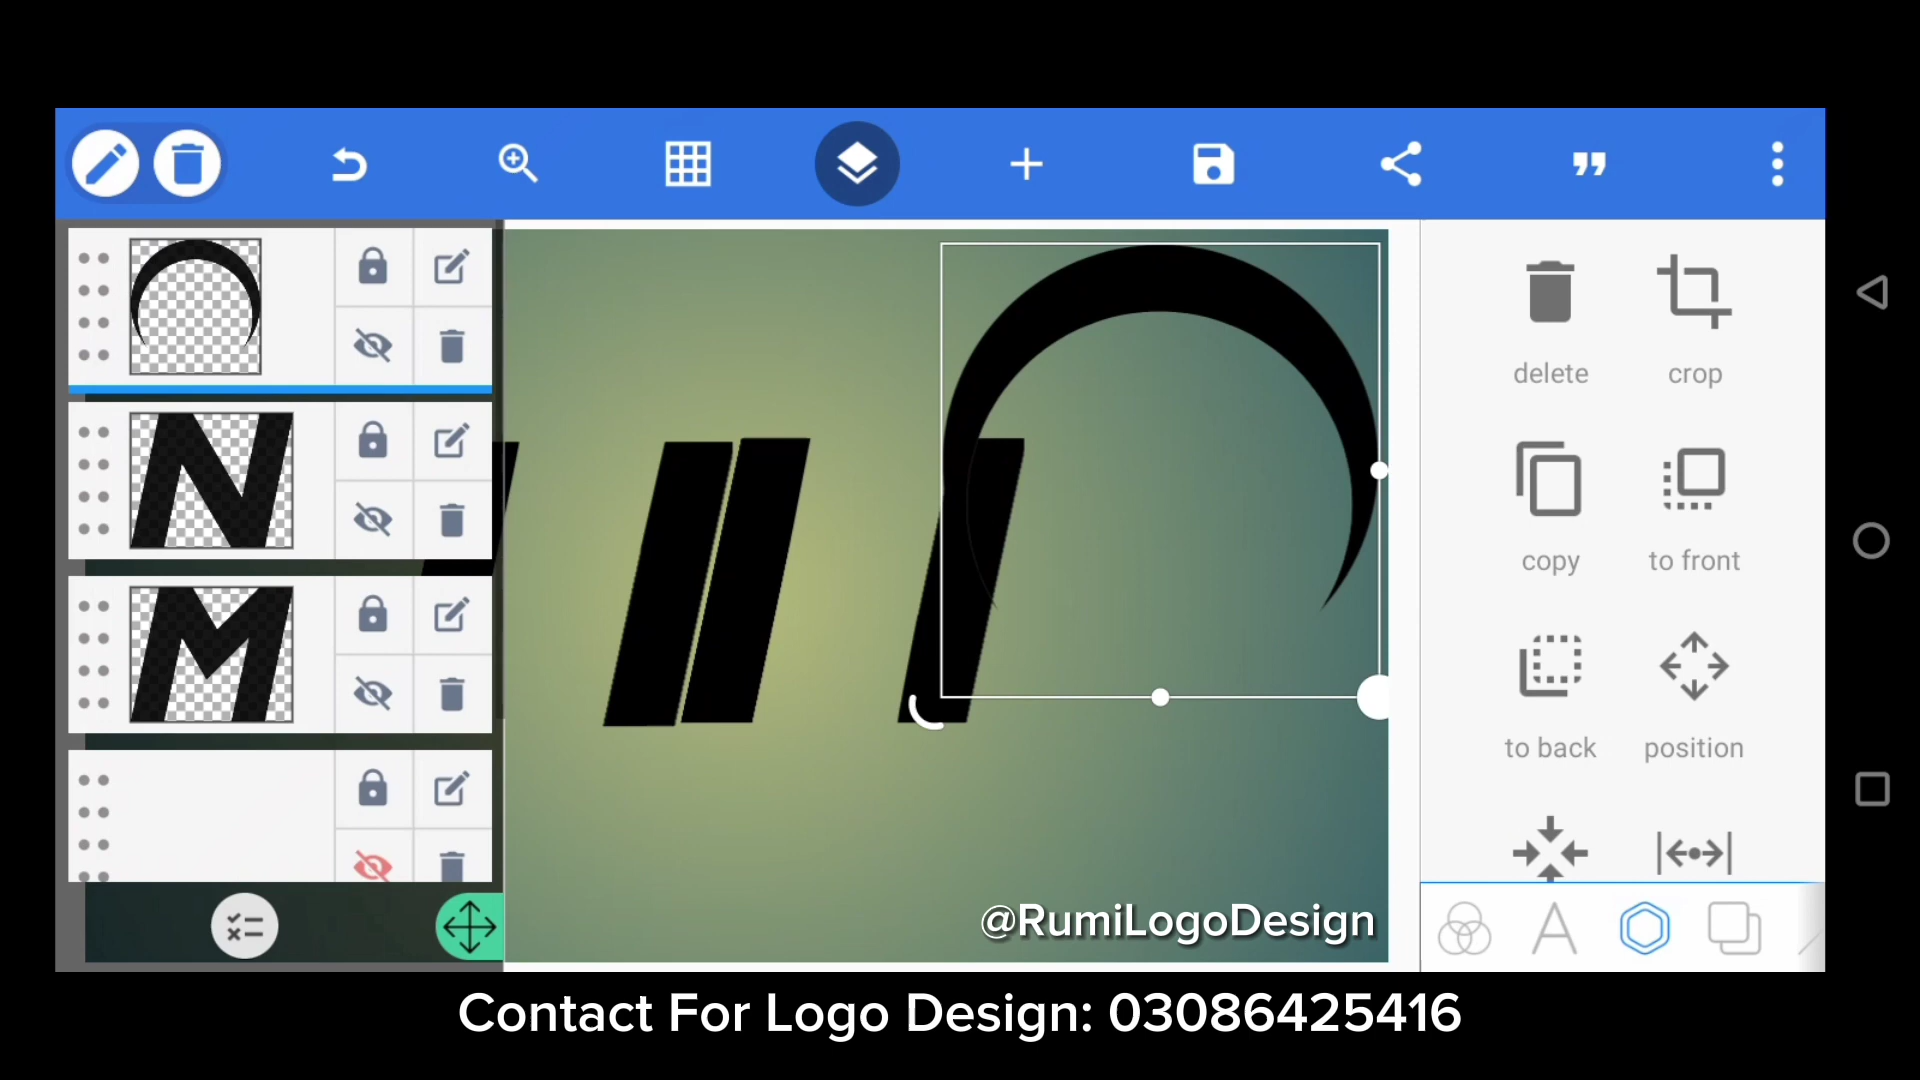 N
M
delete
crop
copy
to front
to back
position
@RumiLogoDesign
Contact For Logo Design: 03086425416